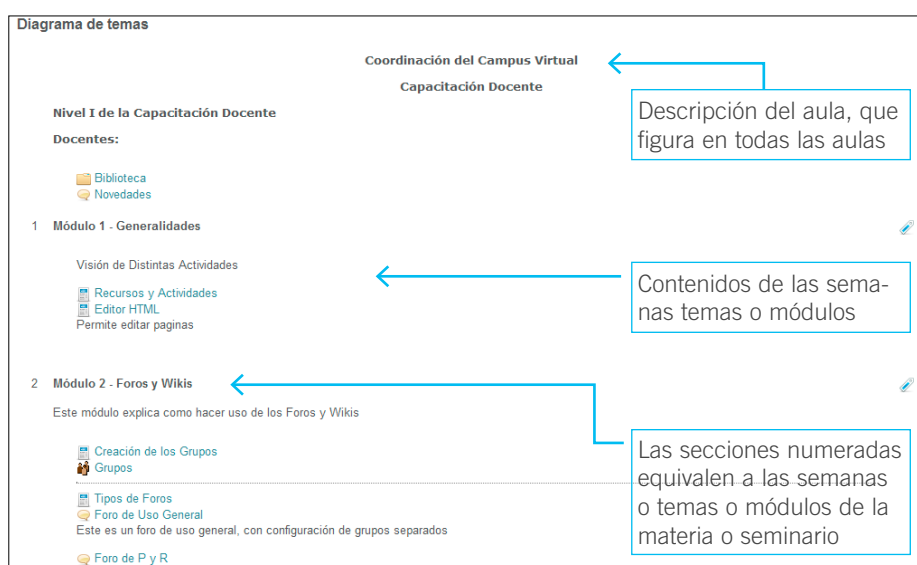 Diagrama de temas
Coordinación del Campus Virtual
Capacitación Docente
Descripción del aula, que
figura en todas las aulas
Nivel I de la Capacitación Docente
Docentes:
Biblioteca
Novedades
1 Módulo 1 - Generalidades
Visión de Distintas Actividades
Recursos y Actividades
Editor HTML
Permite editar paginas
Contenidos de las sema-
nas temas o módulos
2 Módulo 2 - Foros y Wikis
Este módulo explica como hacer uso de los Foros y Wikis
Creación de los Grupos
Grupos
Tipos de Foros
Foro de Uso General
Este es un foro de uso general, con configuración de grupos separados
Foro de P y R
Las secciones numeradas
equivalen a las semanas
o temas o módulos de la
materia o seminario